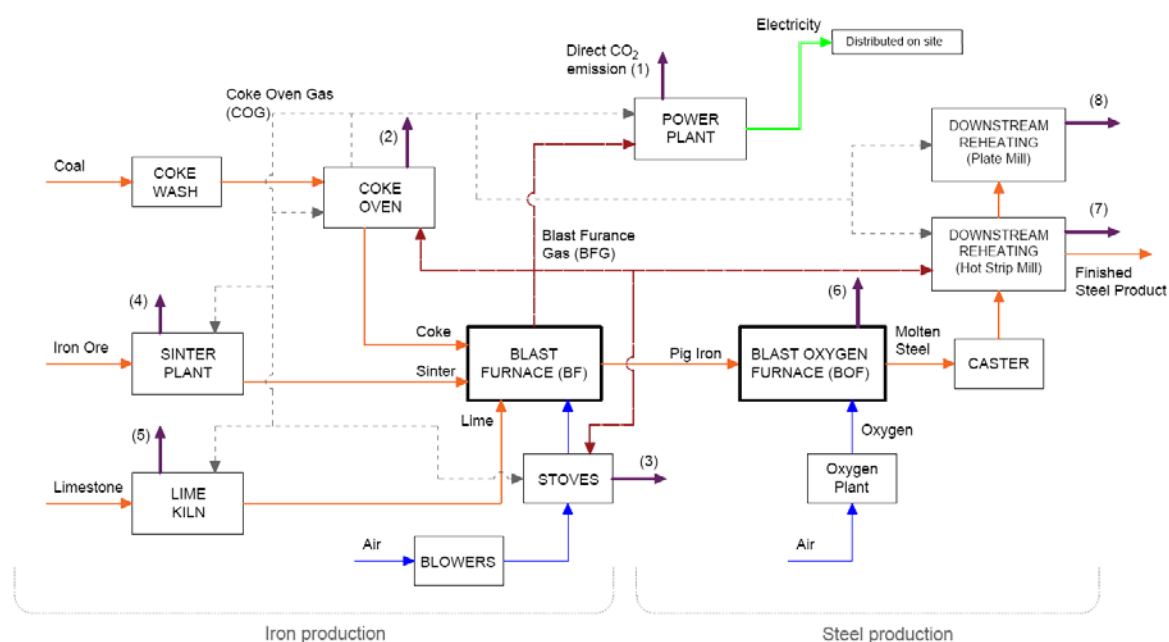 Electricity
Distributed on site
Direct CO2
emission (1)
Coke Oven Gas
(COG)
(2)
POWER
PLANT
(8)
DOWNSTREAM
REHEATING
(Plate Mill)
Coal
COKE
WASH
COKE
OVEN
(7)
Blast Furance
Gas (BFG)
DOWNSTREAM
REHEATING
(Hot Strip Mill)
Finished
Steel Product
(4)
(6)
Iron Ore
SINTER
PLANT
Coke
Sinter
BLAST
FURNACE (BF)
Pig Iron
BLAST OXYGEN
FURNACE (BOF)
Molten
Steel
CASTER
Lime
(5)
Oxygen
Limestone
LIME
KILN
STOVES
(3)
Oxygen
Plant
Air
BLOWERS
Air
Iron production
Steel production